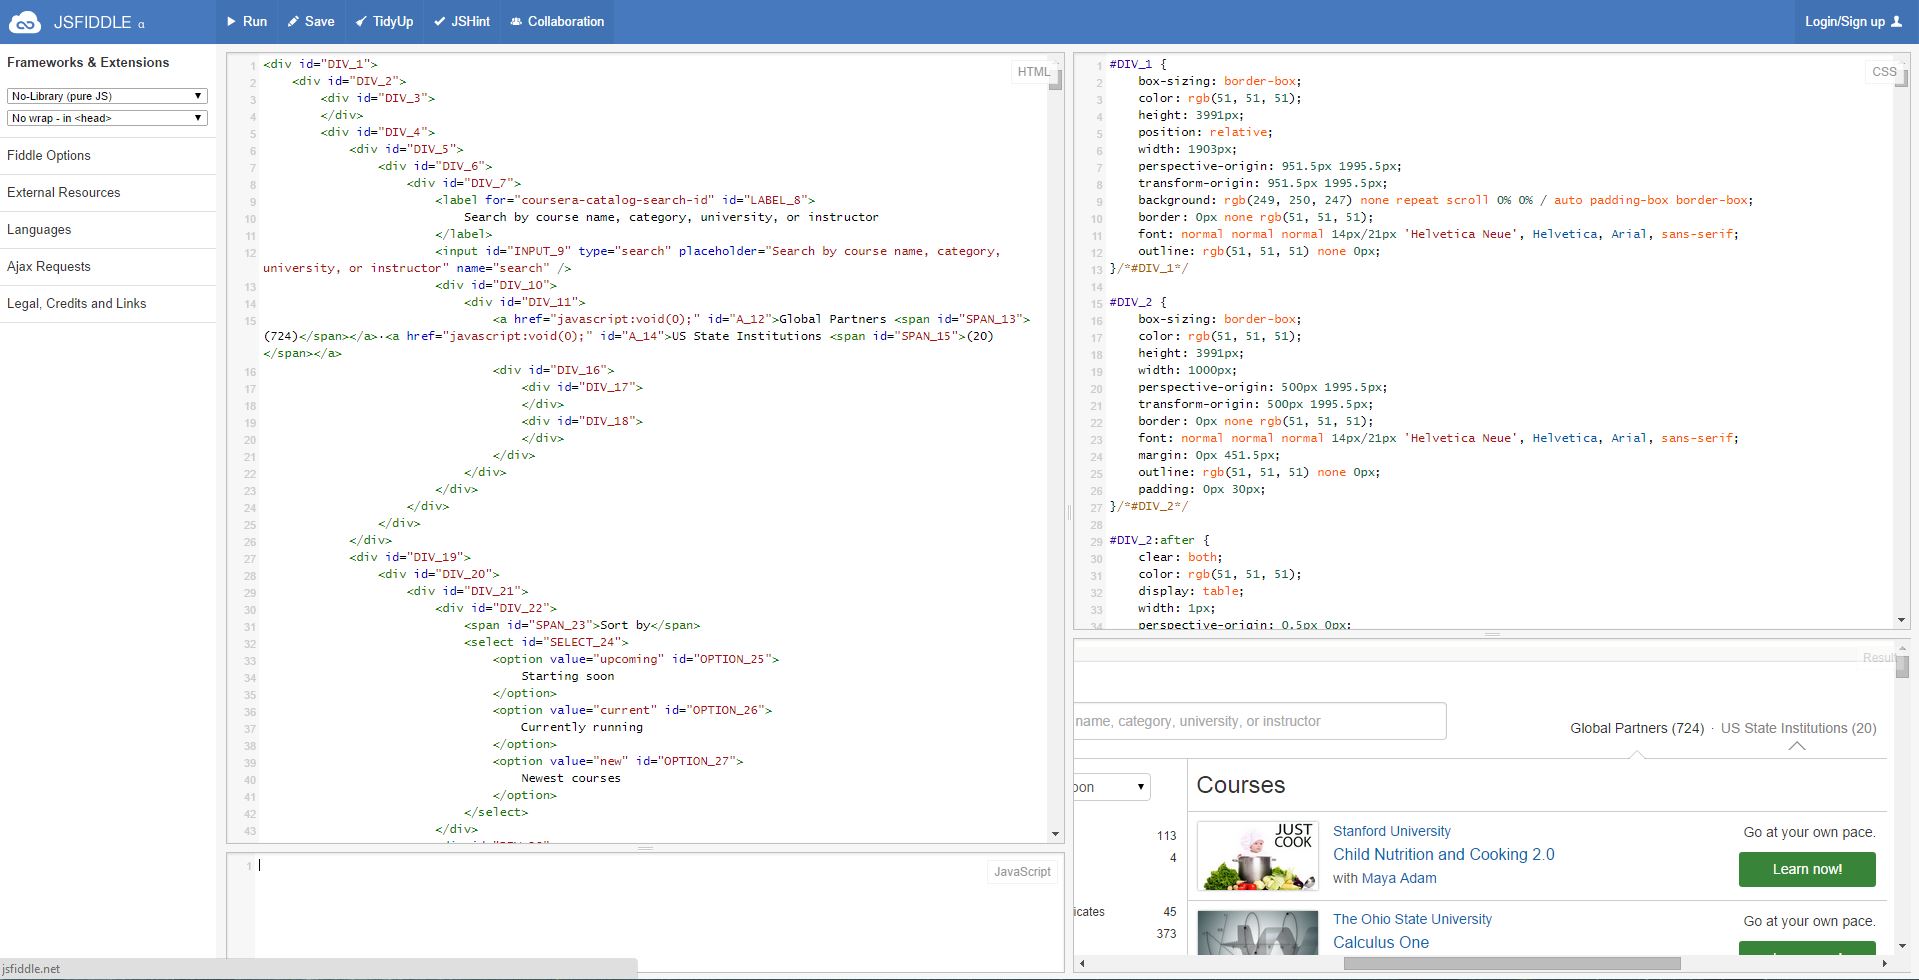 JSFIDDLE α
Run Save TidyUp JSHint Collaboration Login/Sign up
Frameworks & Extensions
No-Library (pure JS)
No wrap - in <head>
Fiddle Options
External Resources
Languages
Ajax Requests
Legal, Credits and Links
HTML
1 <div id="DIV_1">
2 <div id="DIV_2">
3 <div id="DIV_3">
4 </div>
5 <div id="DIV_4">
6 <div id="DIV_5">
7 <div id="DIV_6">
8 <div id="DIV_7">
9 <label for="coursera-catalog-search-id" id="LABEL_8">
10 Search by course name, category, university, or instructor
11 </label>
12 <input id="INPUT_9" type="search" placeholder="Search by course name, category,
university, or instructor" name="search" />
13 <div id="DIV_10">
14 <div id="DIV_11">
15 <a href="javascript:void(0);" id="A_12">Global Partners <span id="SPAN_13">
(724)</span></a>·<a href="javascript:void(0);" id="A_14">US State Institutions <span id="SPAN_15">(20)
</span></a>
16 <div id="DIV_16">
17 <div id="DIV_17">
18 </div>
19 <div id="DIV_18">
20 </div>
21 </div>
22 </div>
23 </div>
24 </div>
25 </div>
26 </div>
27 <div id="DIV_19">
28 <div id="DIV_20">
29 <div id="DIV_21">
30 <div id="DIV_22">
31 <span id="SPAN_23">Sort by</span>
32 <select id="SELECT_24">
33 <option value="upcoming" id="OPTION_25">
34 Starting soon
35 </option>
36 <option value="current" id="OPTION_26">
37 Currently running
38 </option>
39 <option value="new" id="OPTION_27">
40 Newest courses
41 </option>
42 </select>
43 </div>
1
JavaScript
CSS
1 #DIV_1 {
2 box-sizing: border-box;
3 color: rgb(51, 51, 51);
4 height: 3991px;
5 position: relative;
6 width: 1903px;
7 perspective-origin: 951.5px 1995.5px;
8 transform-origin: 951.5px 1995.5px;
9 background: rgb(249, 250, 247) none repeat scroll 0% 0% / auto padding-box border-box;
10 border: 0px none rgb(51, 51, 51);
11 font: normal normal normal 14px/21px 'Helvetica Neue', Helvetica, Arial, sans-serif;
12 outline: rgb(51, 51, 51) none 0px;
13 }/*#DIV_1*/
14
15 #DIV_2 {
16 box-sizing: border-box;
17 color: rgb(51, 51, 51);
18 height: 3991px;
19 width: 1000px;
20 perspective-origin: 500px 1995.5px;
21 transform-origin: 500px 1995.5px;
22 border: 0px none rgb(51, 51, 51);
23 font: normal normal normal 14px/21px 'Helvetica Neue', Helvetica, Arial, sans-serif;
24 margin: 0px 451.5px;
25 outline: rgb(51, 51, 51) none 0px;
26 padding: 0px 30px;
27 }/*#DIV_2*/
28
29 #DIV_2:after {
30 clear: both;
31 color: rgb(51, 51, 51);
32 display: table;
33 width: 1px;
34 perspective-origin: 0.5px 0px;
Result
name, category, university, or instructor
Global Partners (724) · US State Institutions (20)
oon
Courses
113
4
icates 45
373
JUST
COOK
Stanford University
Child Nutrition and Cooking 2.0
with Maya Adam
Go at your own pace.
Learn now!
The Ohio State University
Calculus One
Go at your own pace.
jsfiddle.net